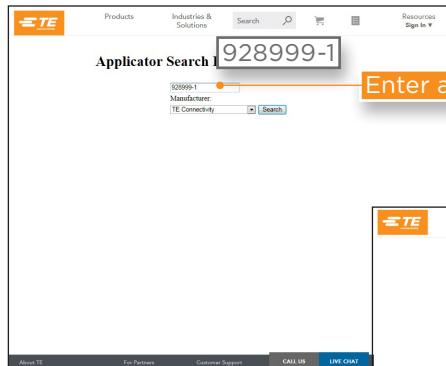 TE
Products
Industries &
Solutions
Search
Resources
Sign In
Applicator Search
928999-1
Enter a
928999-1
Manufacturer:
TE Connectivity
Search
TE
About TE
For Partners
Customer Support
CALL US
LIVE CHAT